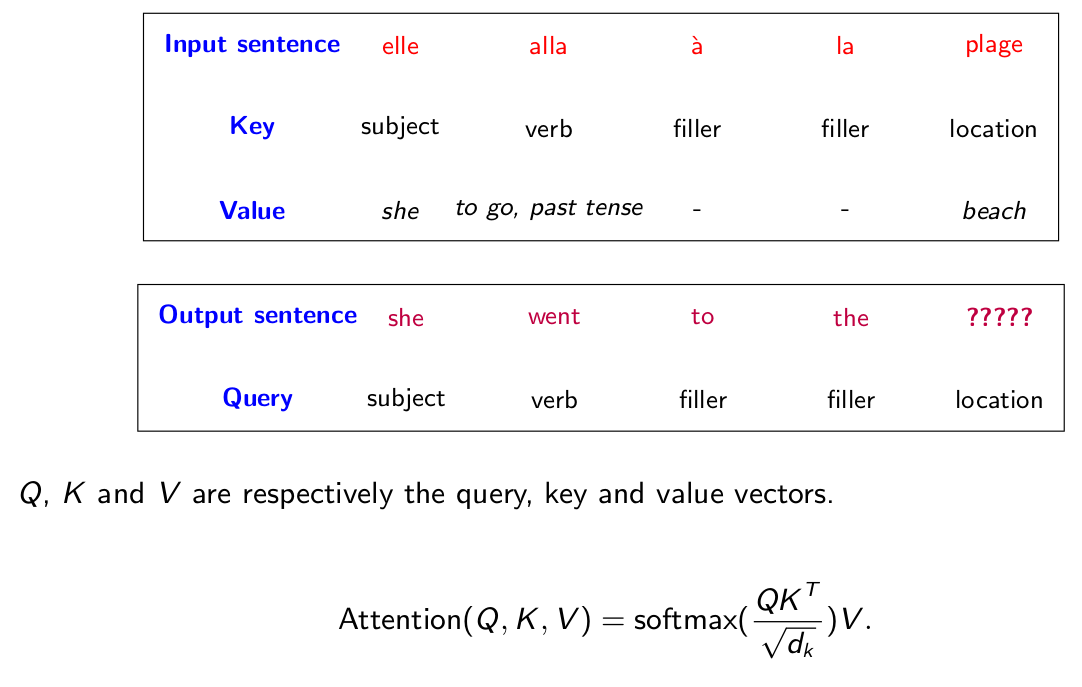 Input sentence elle alla à la plage
Key subject verb filler filler location
Value she to go, past tense - - beach
Output sentence she went to the ?????
Query subject verb filler filler location
Q, K and V are respectively the query, key and value vectors.
Attention(Q, K, V) = softmax(\frac{QK^T}{\sqrt{d_k}})V.